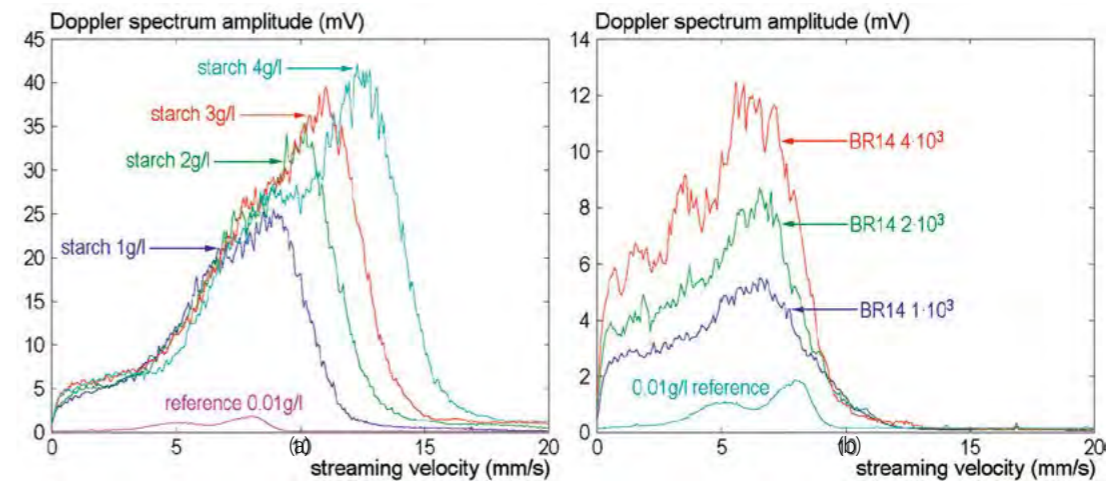 Doppler spectrum amplitude (mV)
45
40
35
30
25
20
15
10
5
0
starch 4g/l
starch 3g/l
starch 2g/l
starch 1g/l
reference 0.01g/l
0 5 10 15 20
(a)
streaming velocity (mm/s)
Doppler spectrum amplitude (mV)
14
12
10
8
6
4
2
0
BR14 4·10³
BR14 2·10³
BR14 1·10³
0.01g/l reference
0 5 10 15 20
(b)
streaming velocity (mm/s)